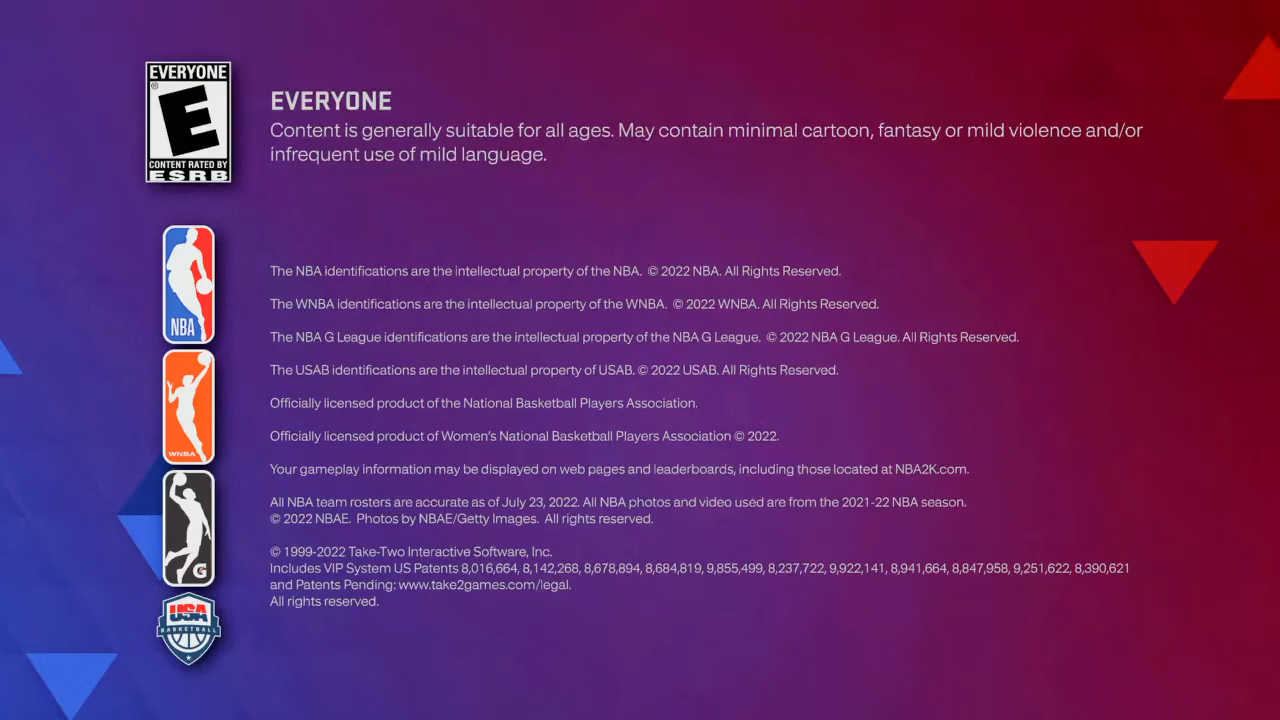 EVERYONE
®
E
CONTENT RATED BY
ESRB
EVERYONE
Content is generally suitable for all ages. May contain minimal cartoon, fantasy or mild violence and/or
infrequent use of mild language.
NBA
The NBA identifications are the intellectual property of the NBA. © 2022 NBA. All Rights Reserved.
The WNBA identifications are the intellectual property of the WNBA. © 2022 WNBA. All Rights Reserved.
The NBA G League identifications are the intellectual property of the NBA G League. © 2022 NBA G League. All Rights Reserved.
The USAB identifications are the intellectual property of USAB. © 2022 USAB. All Rights Reserved.
Officially licensed product of the National Basketball Players Association.
Officially licensed product of Women's National Basketball Players Association © 2022.
WNBA
Your gameplay information may be displayed on web pages and leaderboards, including those located at NBA2K.com.
All NBA team rosters are accurate as of July 23, 2022. All NBA photos and video used are from the 2021-22 NBA season.
© 2022 NBAE. Photos by NBAE/Getty Images. All rights reserved.
G
© 1999-2022 Take-Two Interactive Software, Inc.
Includes VIP System US Patents 8,016,664, 8,142,268, 8,678,894, 8,684,819, 9,855,499, 8,237,722, 9,922,141, 8,941,664, 8,847,958, 9,251,622, 8,390,621
and Patents Pending: www.take2games.com/legal.
All rights reserved.
USA
BASKETBALL